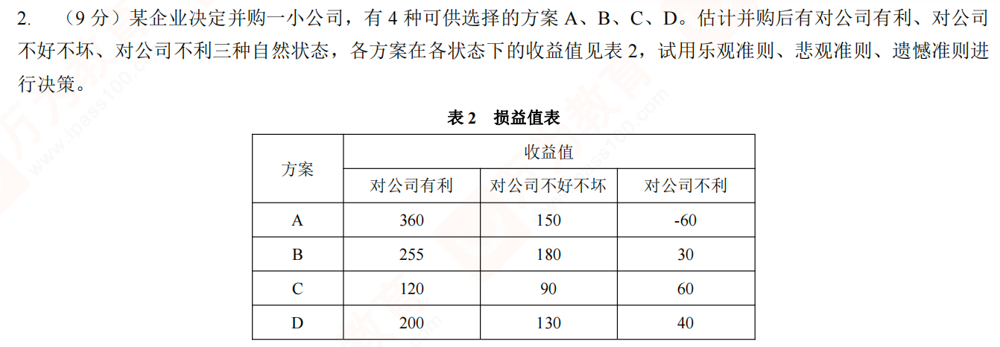 2. （9 分）某企业决定并购一小公司，有 4 种可供选择的方案 A、B、C、D。估计并购后有对公司有利、对公司
不好不坏、对公司不利三种自然状态，各方案在各状态下的收益值见表 2，试用乐观准则、悲观准则、遗憾准则进
行决策。
表 2 损益值表
方案 收益值
对公司有利 对公司不好不坏 对公司不利
A 360 150 -60
B 255 180 30
C 120 90 60
D 200 130 40